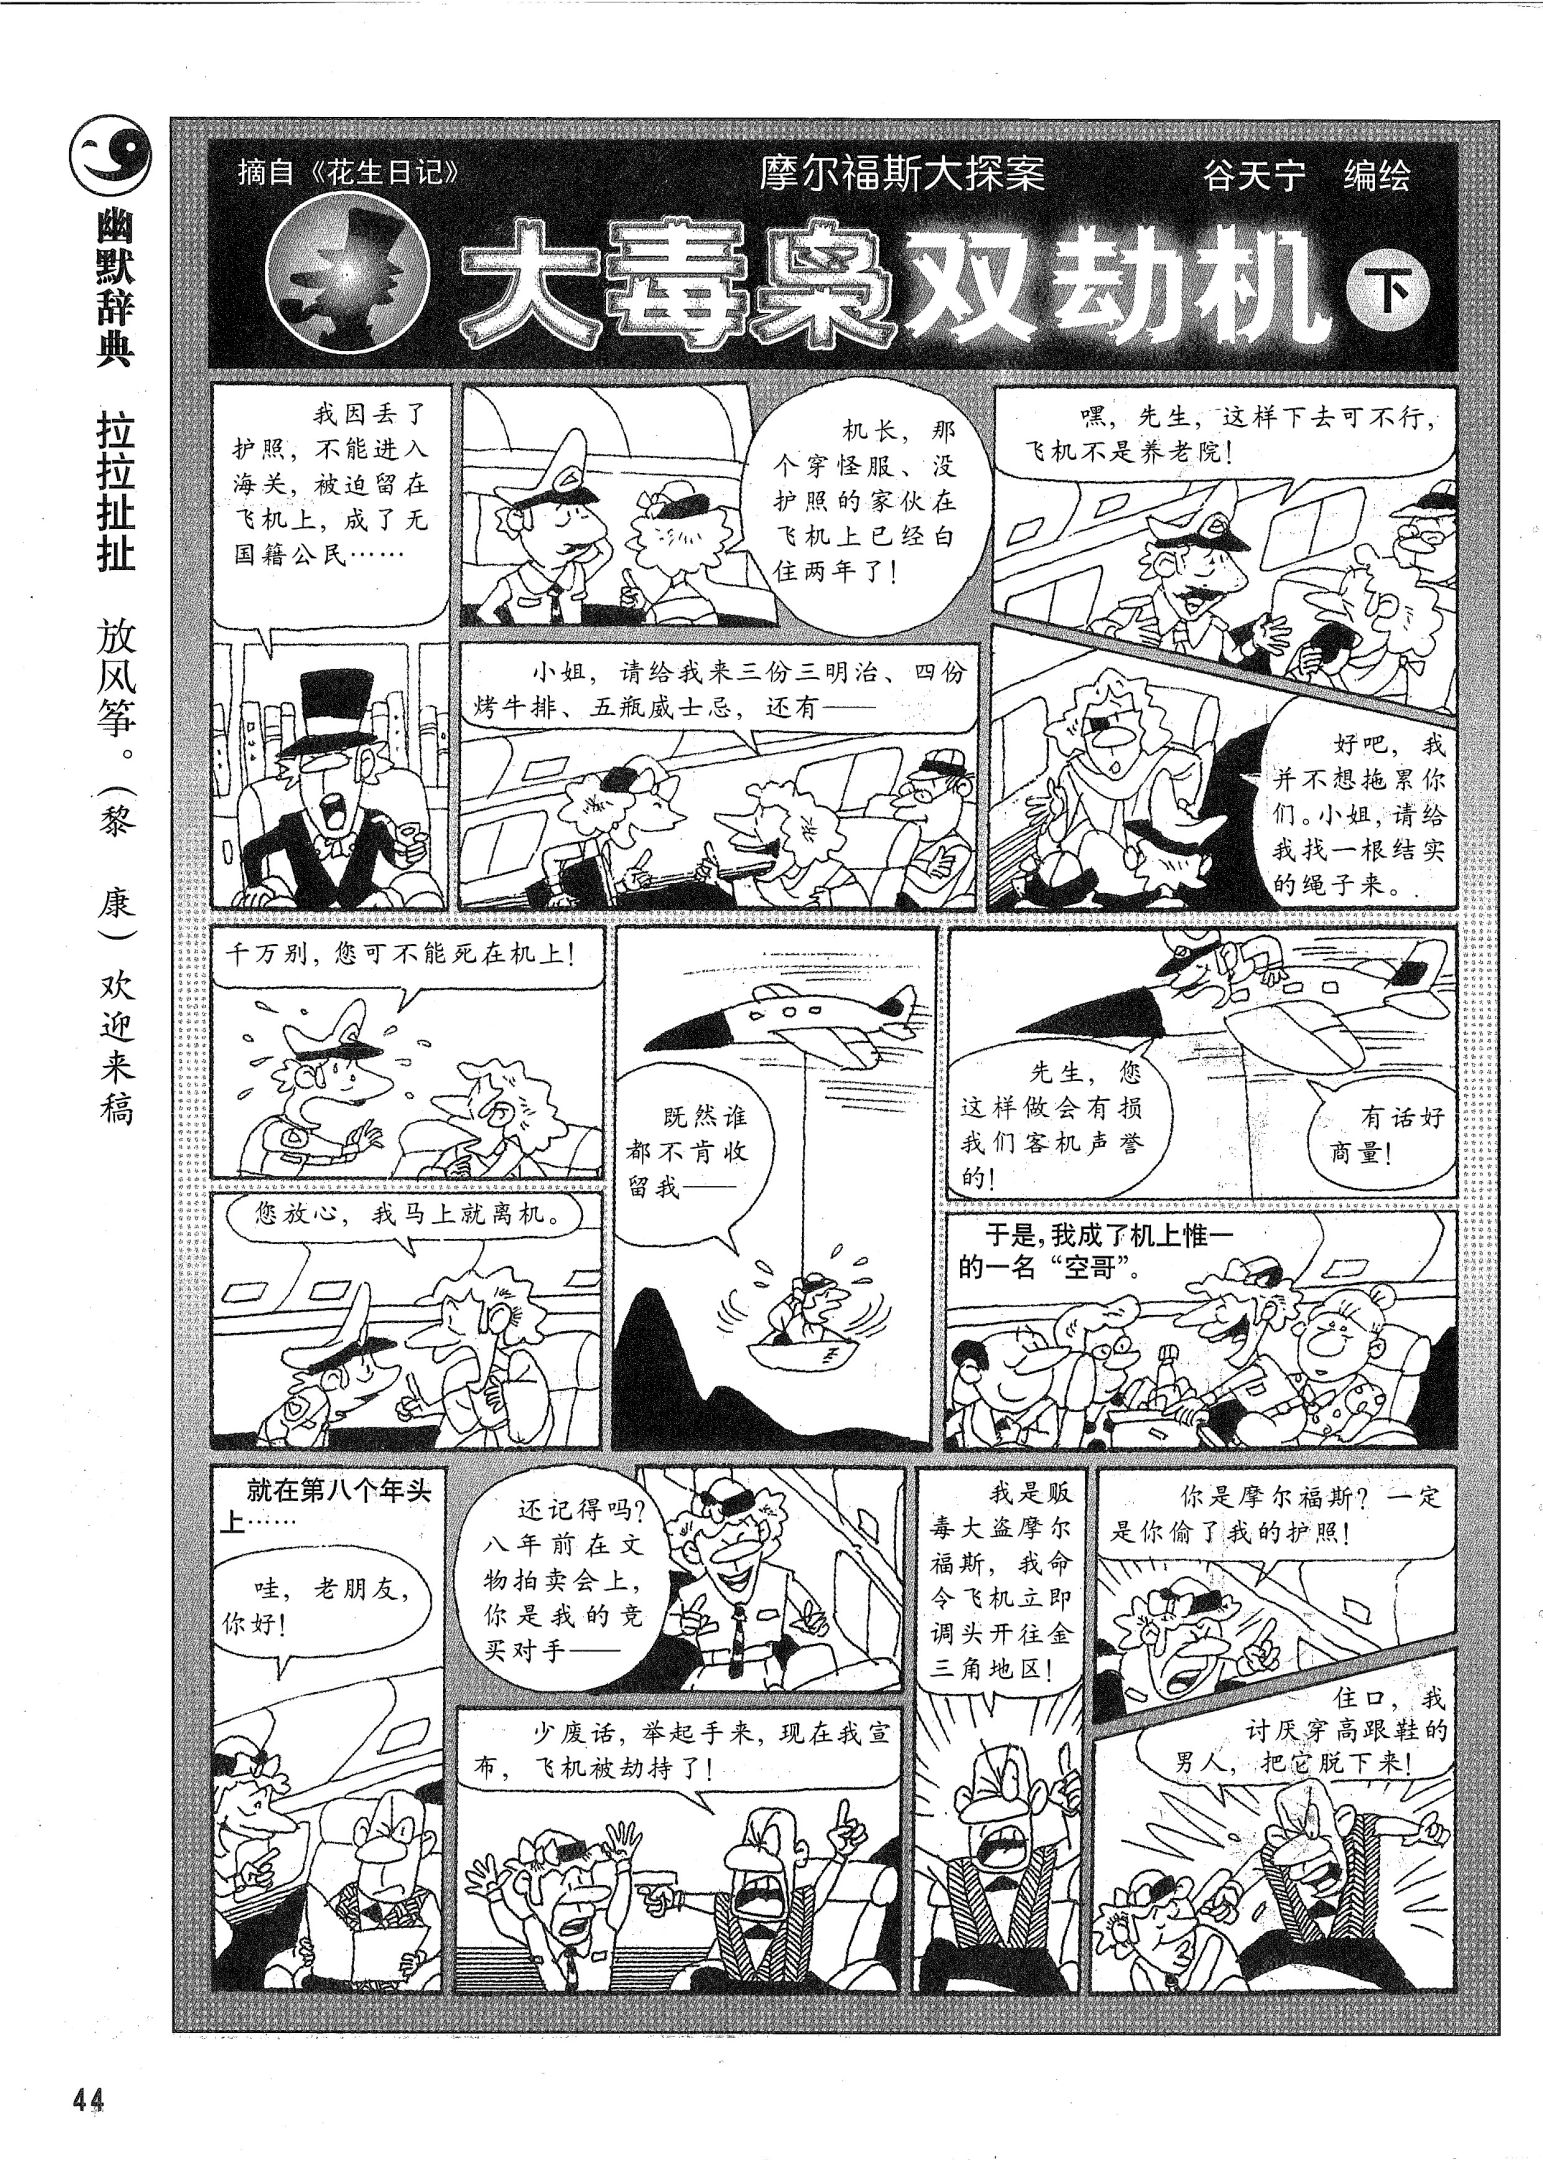 幽默辞典 拉拉扯扯 放风筝。(黎 康)欢迎来稿
摘自《花生日记》
摩尔福斯大探案
谷天宁 编绘
大毒枭双劫机
下
我因丢了
护照，不能进入
海关，被迫留在
飞机上，成了无
国籍公民……
机长，那
个穿怪服、没
护照的家伙在
飞机上已经白
住两年了！
嘿，先生，这样下去可不行，
飞机不是养老院！
小姐，请给我来三份三明治、四份
烤牛排、五瓶威士忌，还有——
好吧，我
并不想拖累你
们。小姐，请给
我找一根结实
的绳子来。
千万别，您可不能死在机上！
您放心，我马上就离机。
既然谁
都不肯收
留我——
先生，您
这样做会有损
我们客机声誉
的！
有话好
商量！
于是，我成了机上惟一
的一名“空哥”。
就在第八个年头
上……
哇，老朋友，
你好！
还记得吗？
八年前在文
物拍卖会上，
你是我的竞
买对手——
少废话，举起手来，现在我宣
布，飞机被劫持了！
我是贩
毒大盗摩尔
福斯，我命
令飞机立即
调头开往金
三角地区！
你是摩尔福斯？一定
是你偷了我的护照！
住口，我
讨厌穿高跟鞋的
男人，把它脱下来！
44